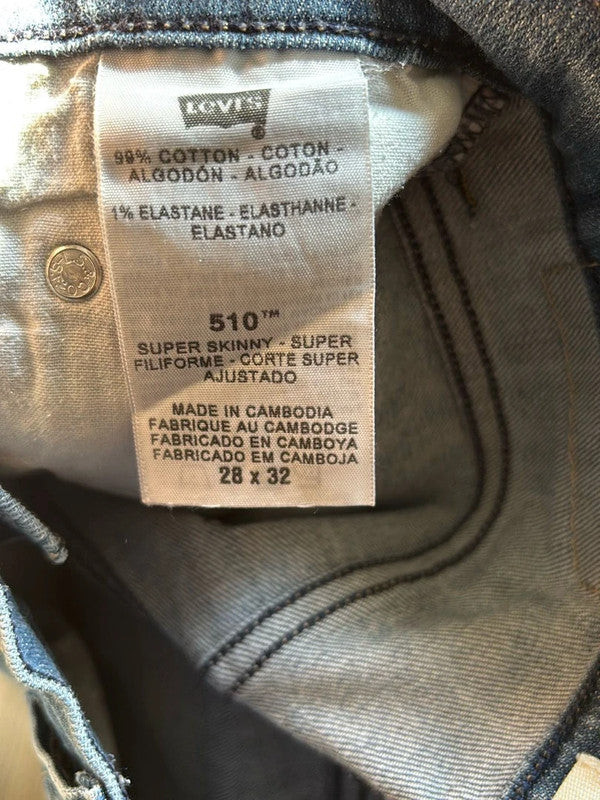 LEVI'S
®
99% COTTON - COTON -
ALGODÓN - ALGODÃO
1% ELASTANE - ELASTHANNE -
ELASTANO
510™
SUPER SKINNY - SUPER
FILIFORME - CORTE SUPER
AJUSTADO
MADE IN CAMBODIA
FABRIQUE AU CAMBODGE
FABRICADO EN CAMBOYA
FABRICADO EM CAMBOJA
28 x 32